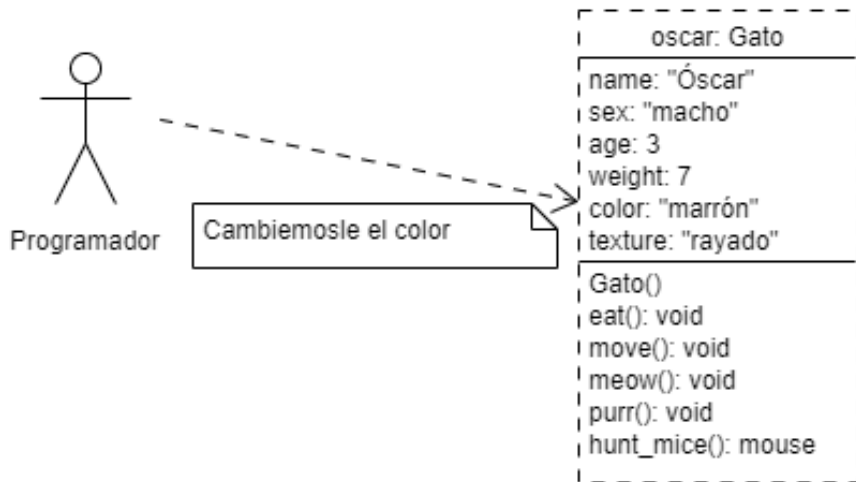 Programador
Cambiemosle el color
oscar: Gato
name: "Óscar"
sex: "macho"
age: 3
weight: 7
color: "marrón"
texture: "rayado"
Gato()
eat(): void
move(): void
meow(): void
purr(): void
hunt_mice(): mouse